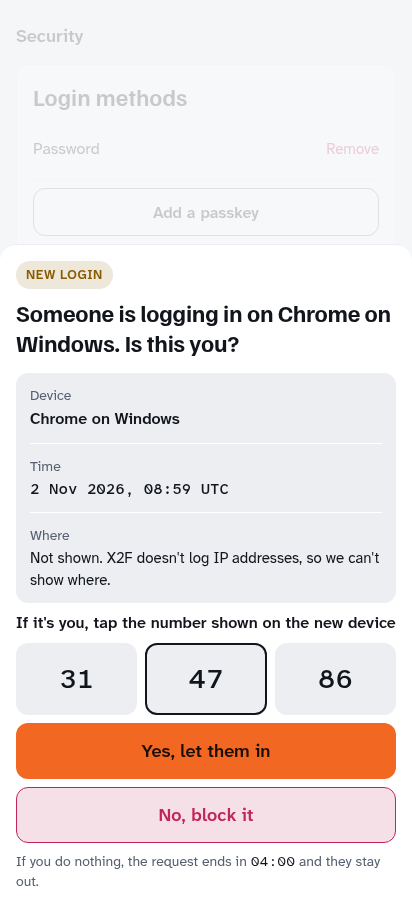 Security
Login methods
Password
Remove
Add a passkey
NEW LOGIN
Someone is logging in on Chrome on
Windows. Is this you?
Device
Chrome on Windows
Time
2 Nov 2026, 08:59 UTC
Where
Not shown. X2F doesn't log IP addresses, so we can't
show where.
If it's you, tap the number shown on the new device
31
47
86
Yes, let them in
No, block it
If you do nothing, the request ends in 04:00 and they stay
out.